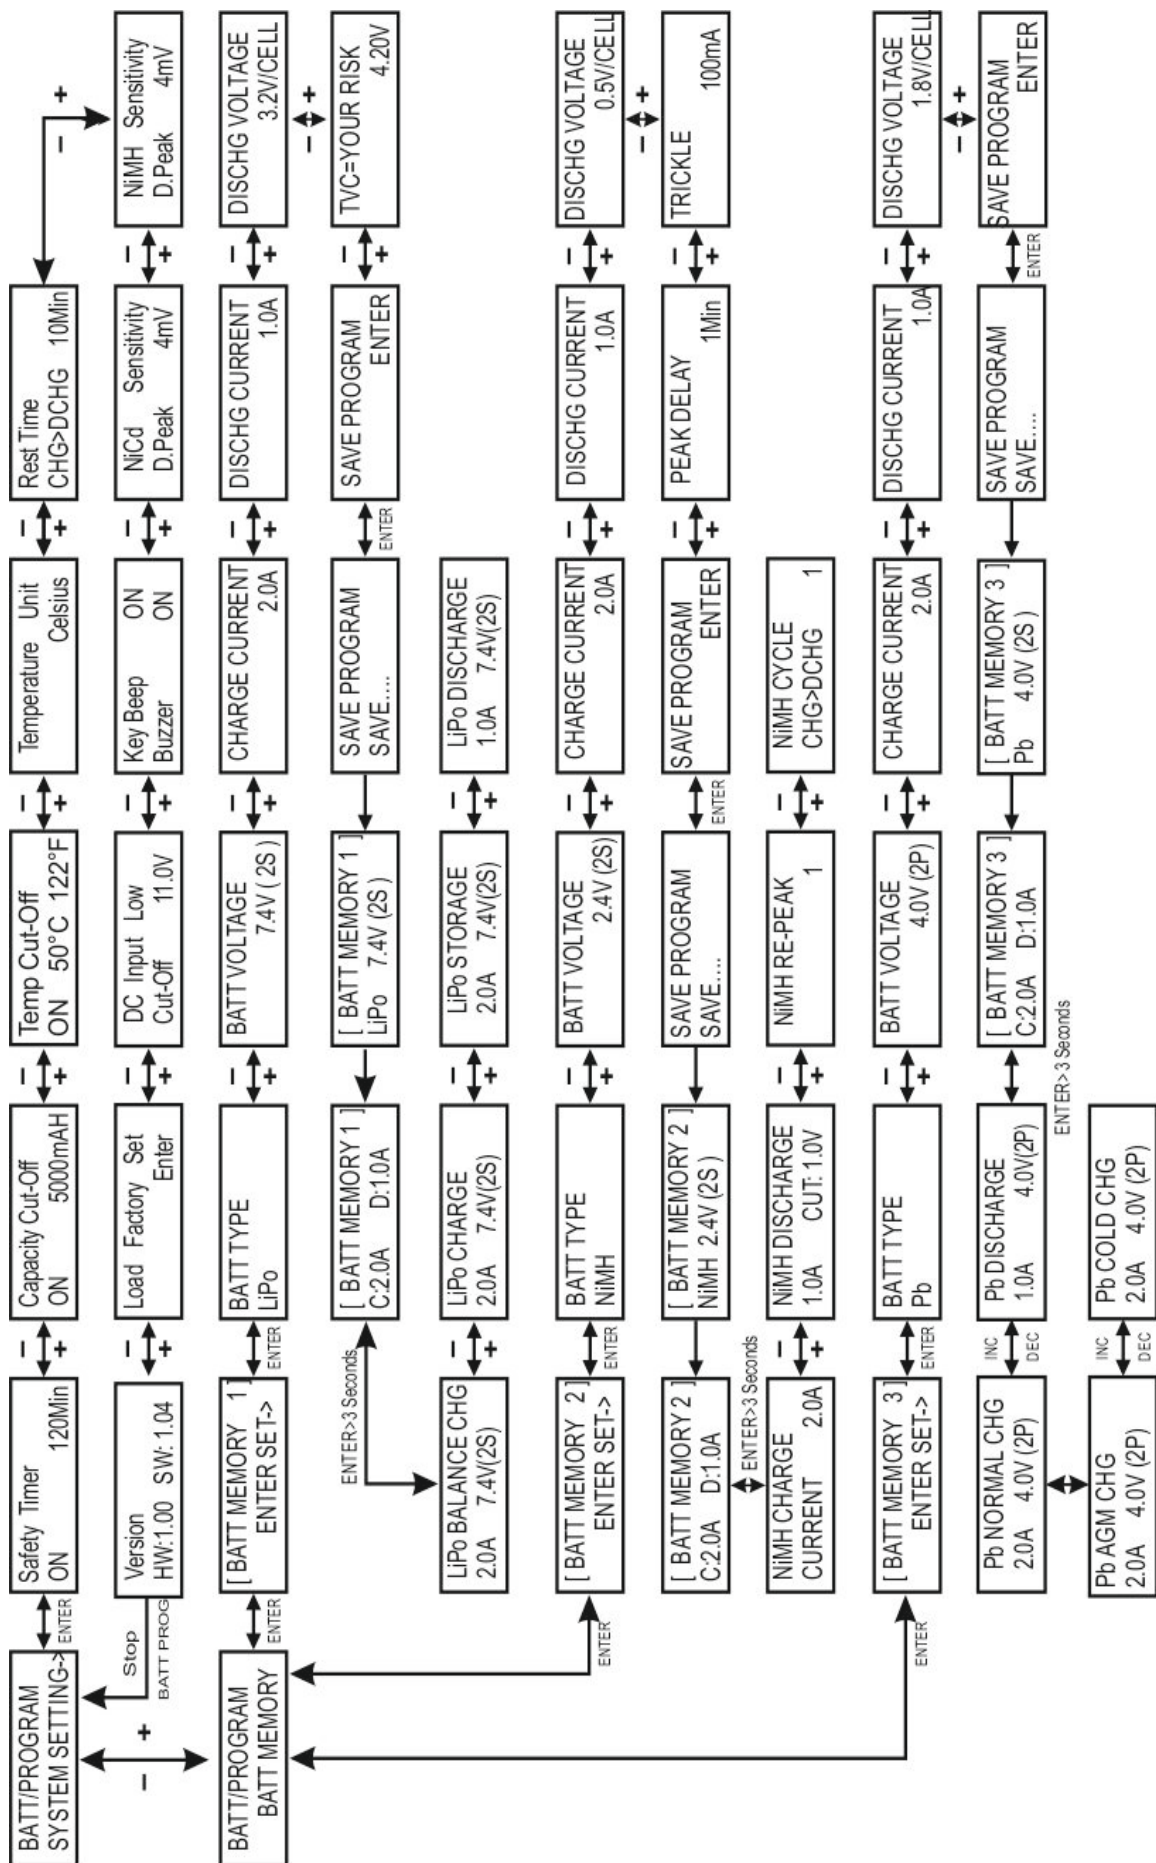 BATT/PROGRAM
SYSTEM SETTING->
ENTER
Safety Timer
ON 120Min
- +
Capacity Cut-Off
ON 5000mAH
- +
Temp Cut-Off
ON 50°C 122°F
- +
Temperature Unit
Celsius
- +
Rest Time
CHG>DCHG 10Min
- +
Stop
BATT PROG
Version
HW:1.00 SW: 1.04
- +
Load Factory Set
Enter
- +
DC Input Low
Cut-Off 11.0V
- +
Key Beep ON
Buzzer ON
- +
NiCd Sensitivity
D.Peak 4mV
- +
NiMH Sensitivity
D.Peak 4mV
- +
BATT/PROGRAM
BATT MEMORY
ENTER
[ BATT MEMORY 1 ]
ENTER SET->
ENTER
BATT TYPE
LiPo
- +
BATT VOLTAGE
7.4V ( 2S )
- +
CHARGE CURRENT
2.0A
- +
DISCHG CURRENT
1.0A
- +
DISCHG VOLTAGE
3.2V/CELL
- +
ENTER>3 Seconds
[ BATT MEMORY 1 ]
C:2.0A D:1.0A
[ BATT MEMORY 1 ]
LiPo 7.4V (2S)
SAVE PROGRAM
SAVE....
ENTER
SAVE PROGRAM
ENTER
- +
TVC=YOUR RISK
4.20V
LiPo BALANCE CHG
2.0A 7.4V(2S)
- +
LiPo CHARGE
2.0A 7.4V(2S)
- +
LiPo STORAGE
2.0A 7.4V(2S)
- +
LiPo DISCHARGE
1.0A 7.4V(2S)
ENTER
[ BATT MEMORY 2 ]
ENTER SET->
ENTER
BATT TYPE
NiMH
- +
BATT VOLTAGE
2.4V (2S)
- +
CHARGE CURRENT
2.0A
- +
DISCHG CURRENT
1.0A
- +
DISCHG VOLTAGE
0.5V/CELL
- +
[ BATT MEMORY 2 ]
C:2.0A D:1.0A
[ BATT MEMORY 2 ]
NiMH 2.4V (2S )
SAVE PROGRAM
SAVE....
ENTER
SAVE PROGRAM
ENTER
- +
PEAK DELAY
1Min
- +
TRICKLE
100mA
ENTER>3 Seconds
NiMH CHARGE
CURRENT 2.0A
- +
NiMH DISCHARGE
1.0A CUT: 1.0V
- +
NiMH RE-PEAK
1
- +
NiMH CYCLE
CHG>DCHG 1
ENTER
[ BATT MEMORY 3 ]
ENTER SET->
ENTER
BATT TYPE
Pb
- +
BATT VOLTAGE
4.0V (2P)
- +
CHARGE CURRENT
2.0A
- +
DISCHG CURRENT
1.0A
- +
DISCHG VOLTAGE
1.8V/CELL
- +
Pb NORMAL CHG
2.0A 4.0V (2P)
INC
DEC
Pb DISCHARGE
1.0A 4.0V(2P)
ENTER>3 Seconds
[ BATT MEMORY 3 ]
C:2.0A D:1.0A
[ BATT MEMORY 3 ]
Pb 4.0V (2S )
SAVE PROGRAM
SAVE....
ENTER
SAVE PROGRAM
ENTER
Pb AGM CHG
2.0A 4.0V (2P)
INC
DEC
Pb COLD CHG
2.0A 4.0V (2P)